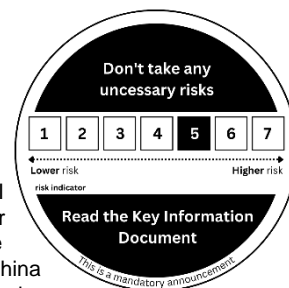 Don't take any
uncessary risks
1 2 3 4 5 6 7
Lower risk Higher risk
risk indicator
Read the Key Information
Document
This is a mandatory announcement